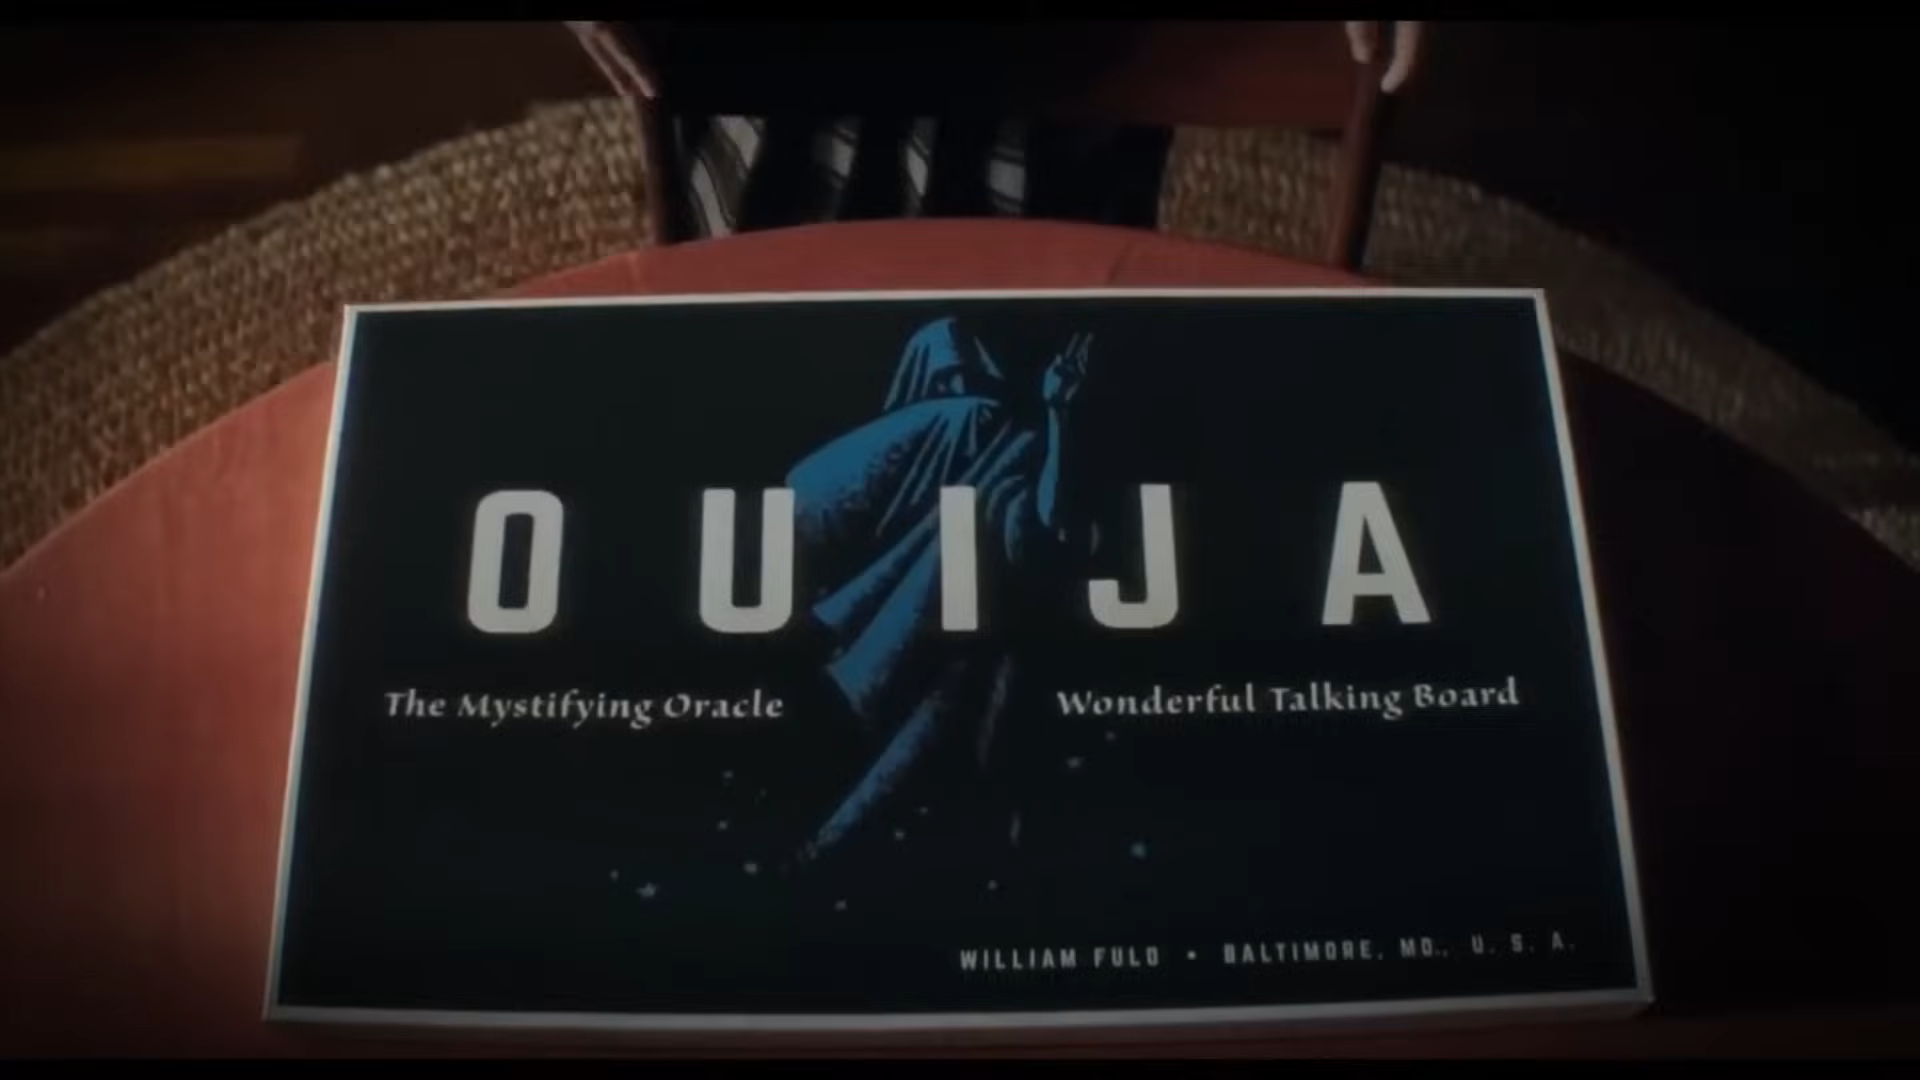 OUIJA
The Mystifying Oracle Wonderful Talking Board
WILLIAM FULD • BALTIMORE, MD., U. S. A.